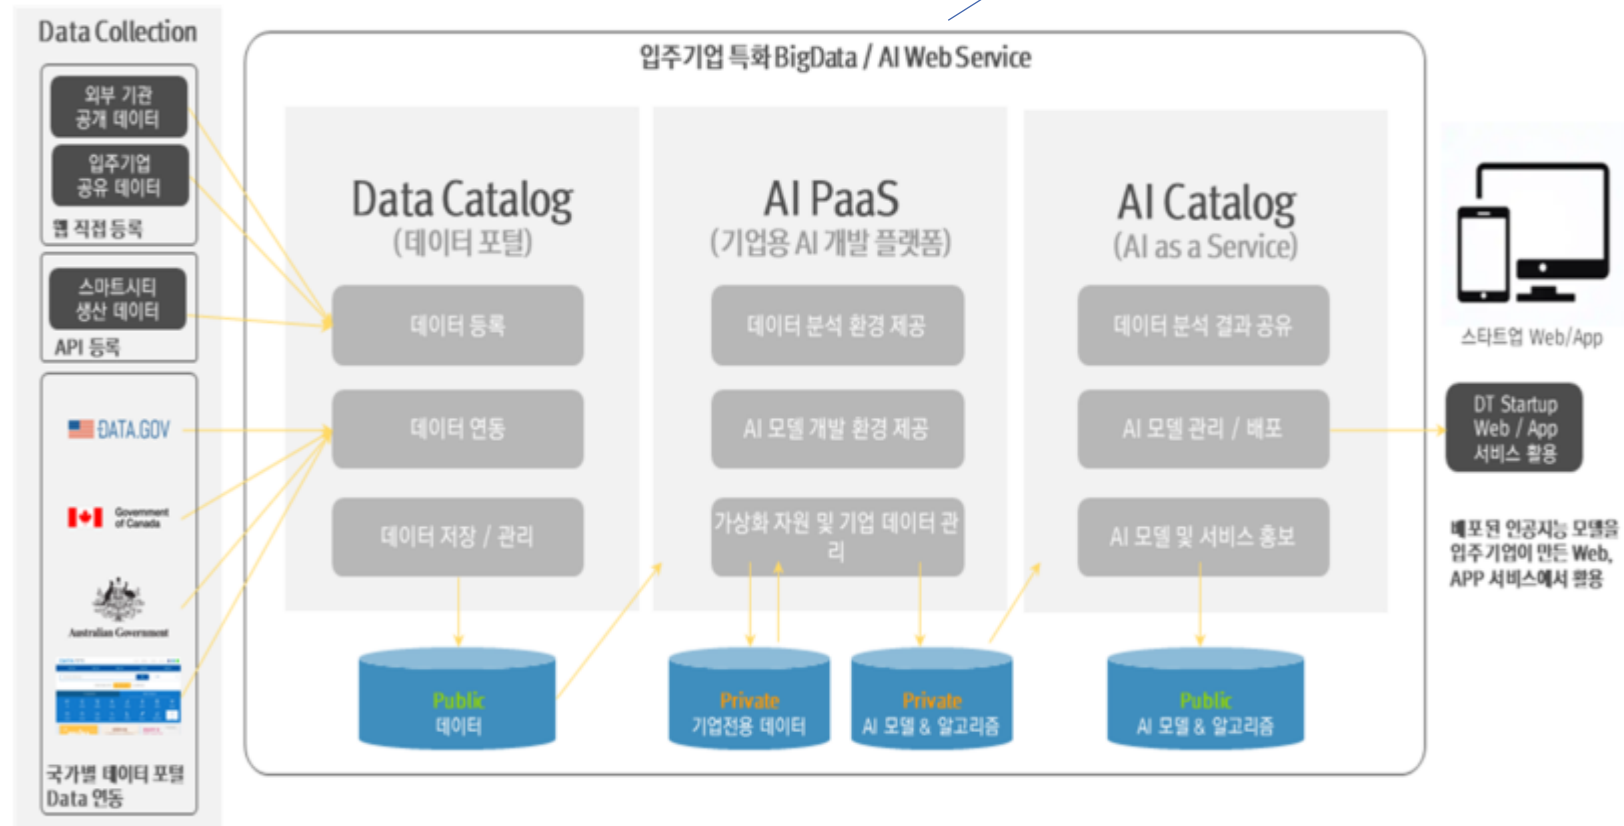 Data Collection
외부 기관
공개 데이터
입주기업
공유 데이터
웹 직접 등록
스마트시티
생산 데이터
API 등록
DATA.GOV
Government
of Canada
Australian Government
국가별 데이터 포털
Data 연동
입주기업 특화 BigData / AI Web Service
Data Catalog
(데이터 포털)
데이터 등록
데이터 연동
데이터 저장 / 관리
Public
데이터
AI PaaS
(기업용 AI 개발 플랫폼)
데이터 분석 환경 제공
AI 모델 개발 환경 제공
가상화 자원 및 기업 데이터 관
리
Private
기업전용 데이터
Private
AI 모델 & 알고리즘
AI Catalog
(AI as a Service)
데이터 분석 결과 공유
AI 모델 관리 / 배포
AI 모델 및 서비스 홍보
Public
AI 모델 & 알고리즘
스타트업 Web/App
DT Startup
Web / App
서비스 활용
배포된 인공지능 모델을
입주기업이 만든 Web,
APP 서비스에서 활용